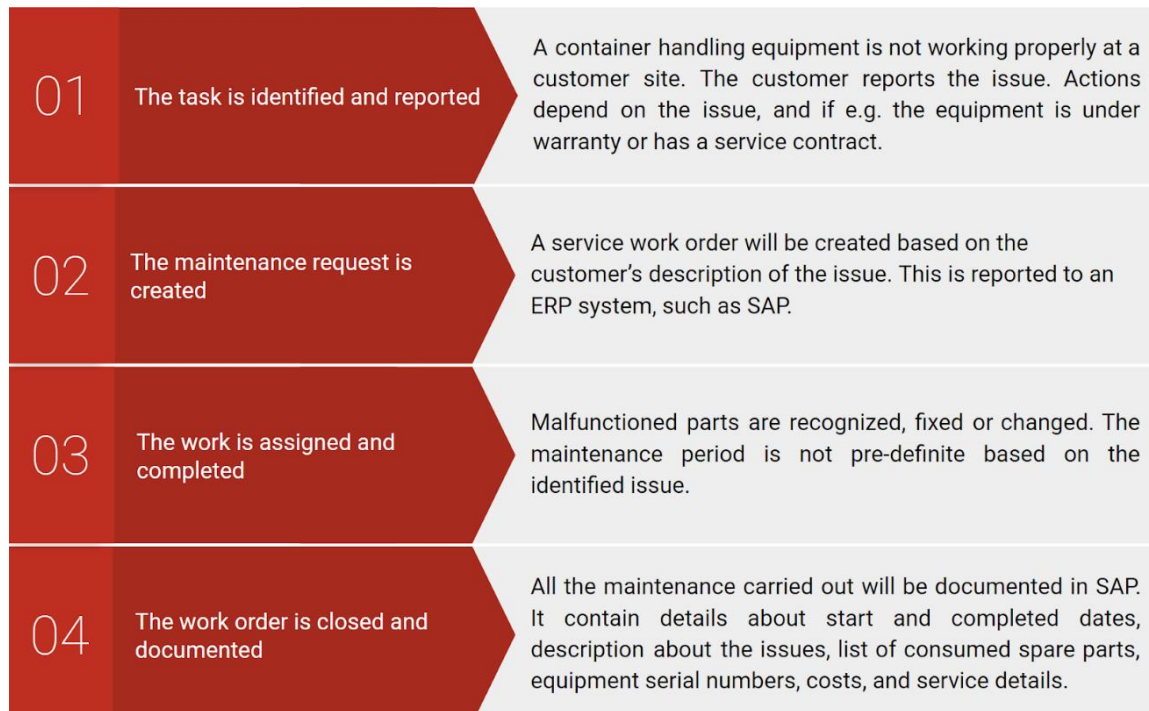 01
The task is identified and reported
A container handling equipment is not working properly at a
customer site. The customer reports the issue. Actions
depend on the issue, and if e.g. the equipment is under
warranty or has a service contract.
02
The maintenance request is
created
A service work order will be created based on the
customer's description of the issue. This is reported to an
ERP system, such as SAP.
03
The work is assigned and
completed
Malfunctioned parts are recognized, fixed or changed. The
maintenance period is not pre-definite based on the
identified issue.
04
The work order is closed and
documented
All the maintenance carried out will be documented in SAP.
It contain details about start and completed dates,
description about the issues, list of consumed spare parts,
equipment serial numbers, costs, and service details.